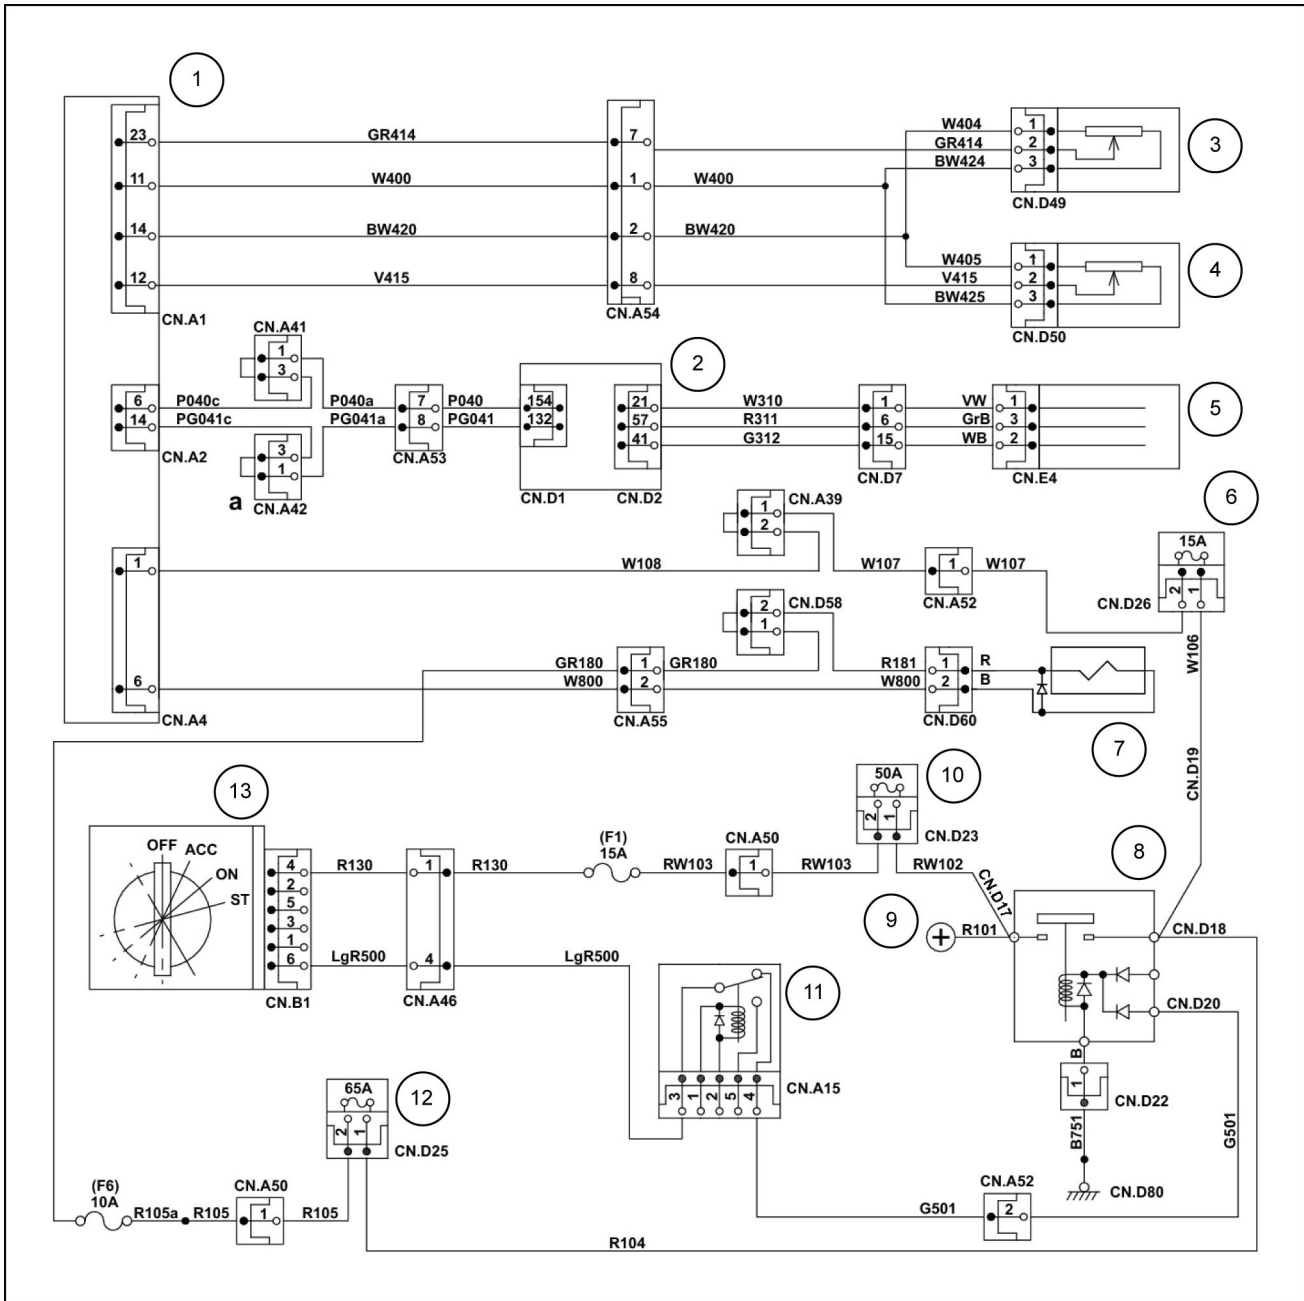 1
23 GR414 7 W404 1
GR414 2 3
11 W400 1 W400 BW424 3
CN.D49
14 BW420 2 BW420
W405 1 4
12 V415 8 V415 2
BW425 3
CN.A1 CN.A54 CN.D50
CN.A41
1
3
2
6 P040c P040a 7 P040 154 21 W310 1 VW 1 5
14 PG041c PG041a 8 PG041 132 57 R311 6 GrB 3
41 G312 15 WB 2
CN.A2 3 CN.A53
1
a CN.A42 CN.D1 CN.D2 CN.D7 CN.E4
6
1 CN.A39
2
15A
1 W108 W107 1 W107
2 1
CN.A52 CN.D26
2 CN.D58
1
W106
GR180 1 GR180 R181 1 R
6 W800 2 W800 2 B
CN.A4 CN.A55 CN.D60
7
CN.D19
13 50A 10
2 1
CN.D23
OFF ACC
ON
ST
(F1)
15A
CN.A50
8
4 R130 1 R130 RW103 1 RW103 RW102
2
5
3
1
6 LgR500 4 LgR500
CN.B1 CN.A46
CN.D17
9
+ R101 CN.D18
11
CN.D20
B
3 1 2 5 4
CN.A15
1
CN.D22
B751
G501
CN.D80
65A 12
2 1
CN.D25
(F6)
10A
CN.A50
R105a R105 1 R105
CN.A52
G501 2
R104